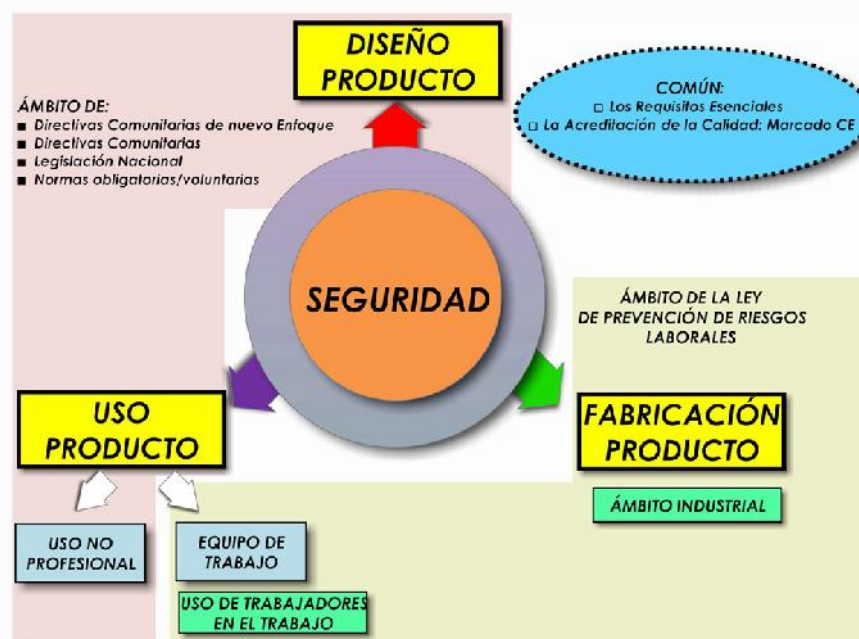 DISEÑO
PRODUCTO
ÁMBITO DE:
■ Directivas Comunitarias de nuevo Enfoque
■ Directivas Comunitarias
■ Legislación Nacional
■ Normas obligatorias/voluntarias
COMÚN:
□ Los Requisitos Esenciales
□ La Acreditación de la Calidad: Marcado CE
SEGURIDAD
ÁMBITO DE LA LEY
DE PREVENCIÓN DE RIESGOS
LABORALES
USO
PRODUCTO
FABRICACIÓN
PRODUCTO
ÁMBITO INDUSTRIAL
USO NO
PROFESIONAL
EQUIPO DE
TRABAJO
USO DE TRABAJADORES
EN EL TRABAJO